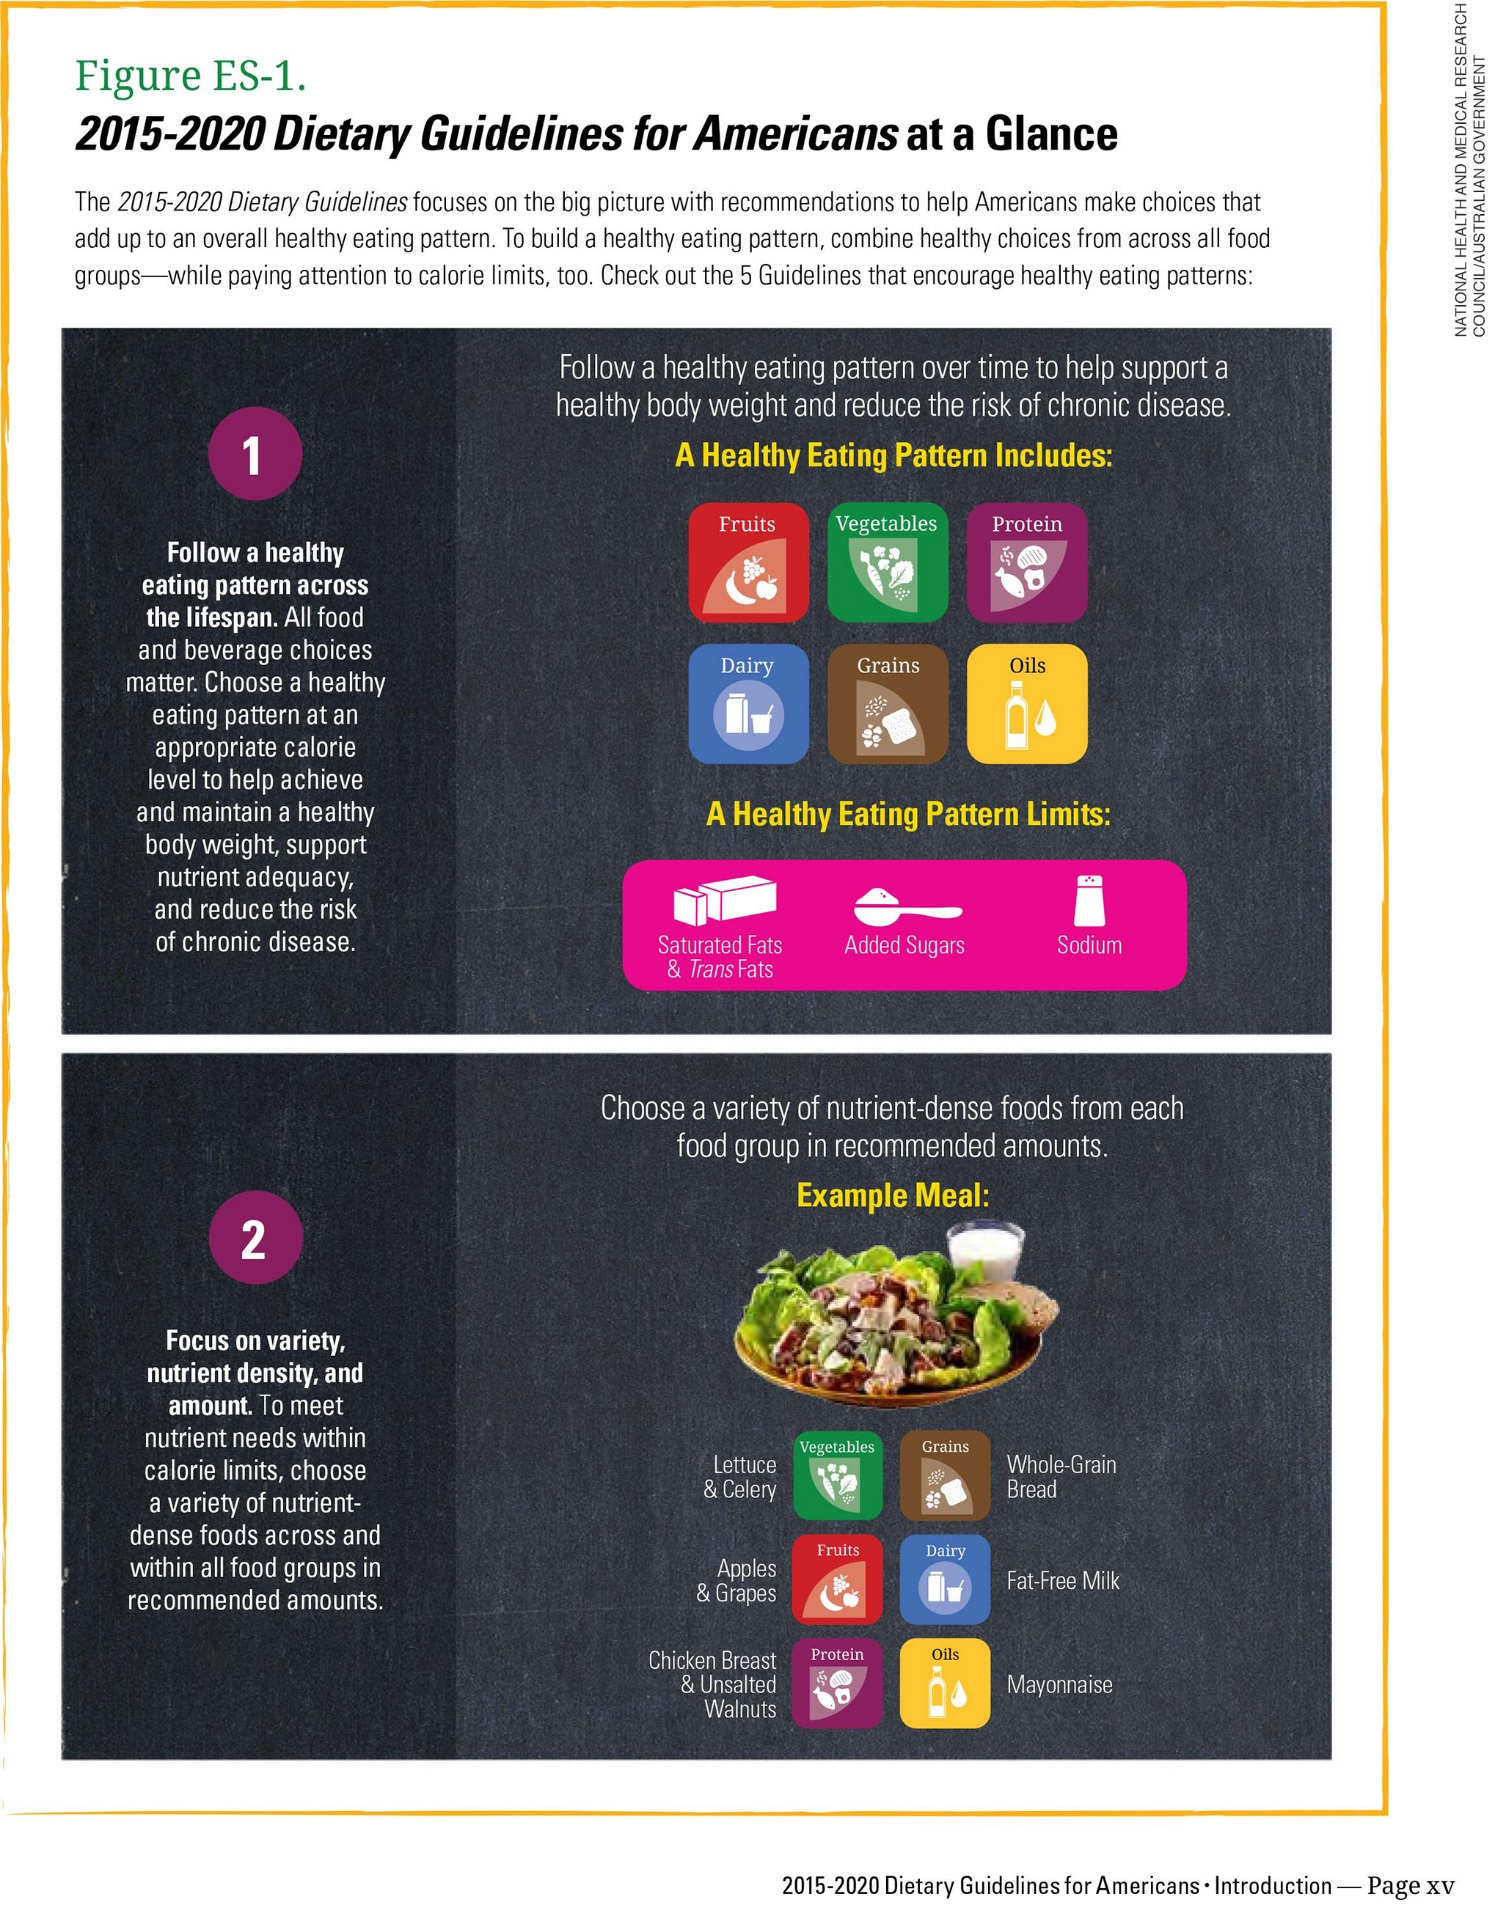 Figure ES-1.
2015-2020 Dietary Guidelines for Americans at a Glance
The 2015-2020 Dietary Guidelines focuses on the big picture with recommendations to help Americans make choices that
add up to an overall healthy eating pattern. To build a healthy eating pattern, combine healthy choices from across all food
groups—while paying attention to calorie limits, too. Check out the 5 Guidelines that encourage healthy eating patterns:
NATIONAL HEALTH AND MEDICAL RESEARCH
COUNCIL/AUSTRALIAN GOVERNMENT
1
Follow a healthy
eating pattern across
the lifespan. All food
and beverage choices
matter. Choose a healthy
eating pattern at an
appropriate calorie
level to help achieve
and maintain a healthy
body weight, support
nutrient adequacy,
and reduce the risk
of chronic disease.
Follow a healthy eating pattern over time to help support a
healthy body weight and reduce the risk of chronic disease.
A Healthy Eating Pattern Includes:
Fruits
Vegetables
Protein
Dairy
Grains
Oils
A Healthy Eating Pattern Limits:
Saturated Fats
& Trans Fats
Added Sugars
Sodium
2
Focus on variety,
nutrient density, and
amount. To meet
nutrient needs within
calorie limits, choose
a variety of nutrient-
dense foods across and
within all food groups in
recommended amounts.
Choose a variety of nutrient-dense foods from each
food group in recommended amounts.
Example Meal:
Lettuce
& Celery
Vegetables
Grains
Whole-Grain
Bread
Apples
& Grapes
Fruits
Dairy
Fat-Free Milk
Chicken Breast
& Unsalted
Walnuts
Protein
Oils
Mayonnaise
2015-2020 Dietary Guidelines for Americans • Introduction — Page xv